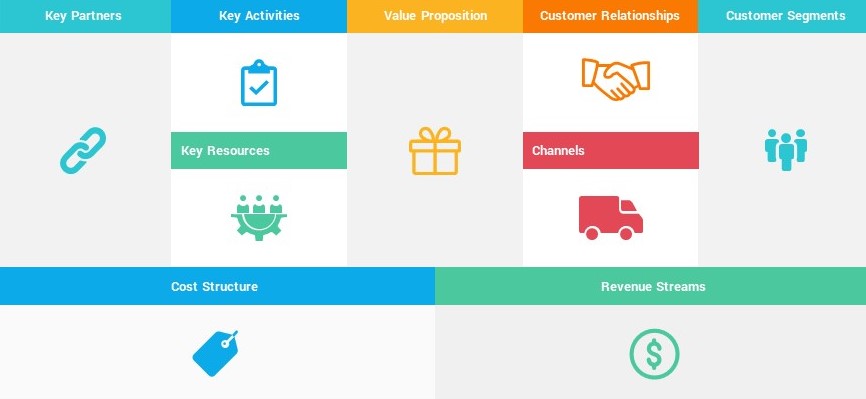 Key Partners
Key Activities
Value Proposition
Customer Relationships
Customer Segments
Key Resources
Channels
Cost Structure
Revenue Streams
$